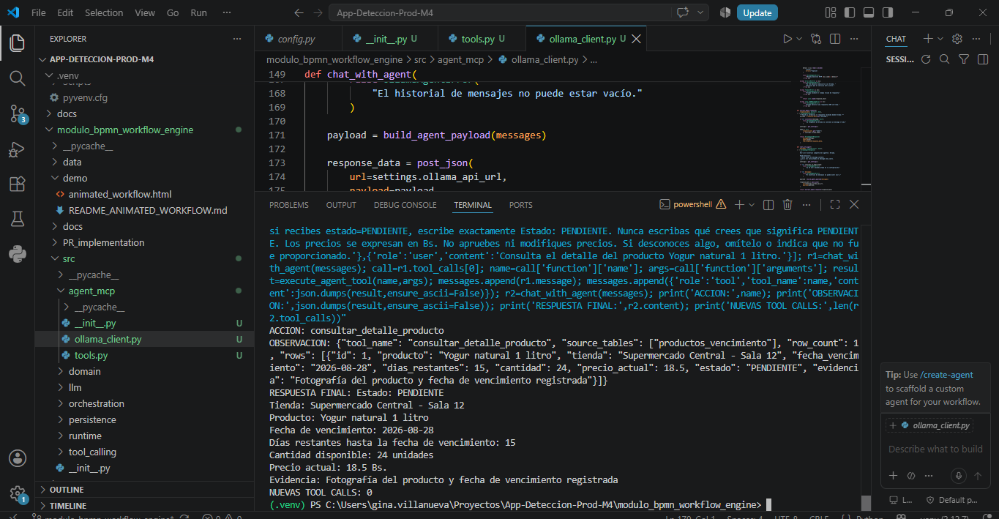 File Edit Selection View Go Run ···
App-Deteccion-Prod-M4
Update
EXPLORER
APP-DETECCION-PROD-M4
.venv
Scripts
pyvenv.cfg
docs
modulo_bpmn_workflow_engine
__pycache__
data
demo
animated_workflow.html
README_ANIMATED_WORKFLOW.md
docs
PR_implementation
src
__pycache__
agent_mcp
__pycache__
__init__.py U
ollama_client.py U
tools.py U
domain
llm
orchestration
persistence
runtime
tool_calling
__init__.py
OUTLINE
TIMELINE
3
1
config.py
__init__.py U
tools.py U
ollama_client.py U
modulo_bpmn_workflow_engine > src > agent_mcp > ollama_client.py > ...
149 def chat_with_agent(
168 "El historial de mensajes no puede estar vacío."
169 )
170
171 payload = build_agent_payload(messages)
172
173 response_data = post_json(
174 url=settings.ollama_api_url,
175 payload=payload
PROBLEMS OUTPUT DEBUG CONSOLE TERMINAL PORTS
powershell
si recibes estado=PENDIENTE, escribe exactamente Estado: PENDIENTE. Nunca escribas qué crees que significa PENDIENT
E. Los precios se expresan en Bs. No apruebes ni modifiques precios. Si desconoces algo, omítelo o indica que no fu
e proporcionado.'},{'role':'user','content':'Consulta el detalle del producto Yogur natural 1 litro.'}]; r1=chat_wi
th_agent(messages); call=r1.tool_calls[0]; name=call['function']['name']; args=call['function']['arguments']; resul
t=execute_agent_tool(name,args); messages.append(r1.message); messages.append({'role':'tool','tool_name':name,'cont
ent':json.dumps(result,ensure_ascii=False)}); r2=chat_with_agent(messages); print('ACCION:',name); print('OBSERVACI
ON:',json.dumps(result,ensure_ascii=False)); print('RESPUESTA FINAL:',r2.content); print('NUEVAS TOOL CALLS:',len(r
2.tool_calls))"
ACCION: consultar_detalle_producto
OBSERVACION: {"tool_name": "consultar_detalle_producto", "source_tables": ["productos_vencimiento"], "row_count": 1
, "rows": [{"id": 1, "producto": "Yogur natural 1 litro", "tienda": "Supermercado Central - Sala 12", "fecha_vencim
iento": "2026-08-28", "dias_restantes": 15, "cantidad": 24, "precio_actual": 18.5, "estado": "PENDIENTE", "evidenci
a": "Fotografía del producto y fecha de vencimiento registrada"}]}
RESPUESTA FINAL: Estado: PENDIENTE
Tienda: Supermercado Central - Sala 12
Producto: Yogur natural 1 litro
Fecha de vencimiento: 2026-08-28
Días restantes hasta la fecha de vencimiento: 15
Cantidad disponible: 24 unidades
Precio actual: 18.5 Bs.
Evidencia: Fotografía del producto y fecha de vencimiento registrada
NUEVAS TOOL CALLS: 0
(.venv) PS C:\Users\gina.villanueva\Proyectos\App-Deteccion-Prod-M4\modulo_bpmn_workflow_engine>
CHAT
SESSI...
Tip: Use /create-agent
to scaffold a custom
agent for your workflow.
ollama_client.py
Describe what to build
L... Default p...